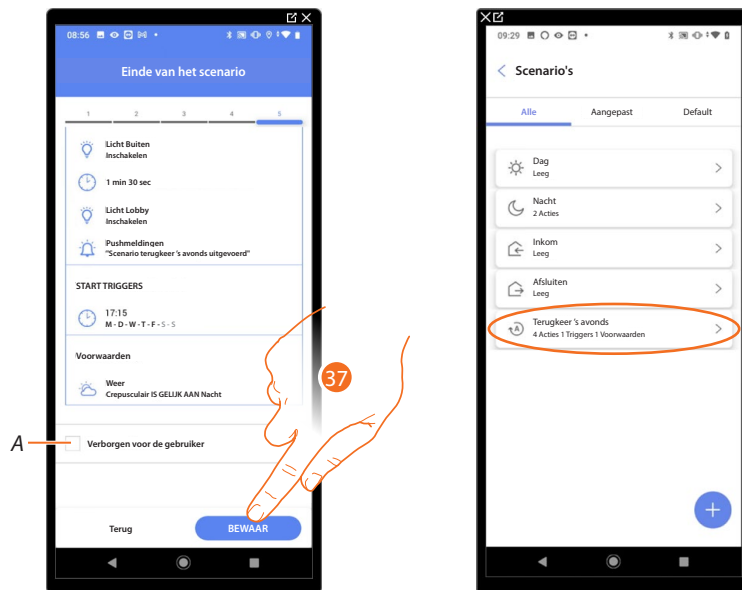 08:56
Einde van het scenario
1 2 3 4 5
Licht Buiten
Inschakelen
1 min 30 sec
Licht Lobby
Inschakelen
Pushmeldingen
"Scenario terugkeer 's avonds uitgevoerd"
START TRIGGERS
17:15
M - D - W - T - F - S - S
Voorwaarden
Weer
Crepusculair IS GELIJK AAN Nacht
37
A
Verborgen voor de gebruiker
Terug
BEWAAR
09:29
< Scenario's
Alle Aangepast Default
Dag
Leeg
Nacht
2 Acties
Inkom
Leeg
Afsluiten
Leeg
A
Terugkeer 's avonds
4 Acties 1 Triggers 1 Voorwaarden
+